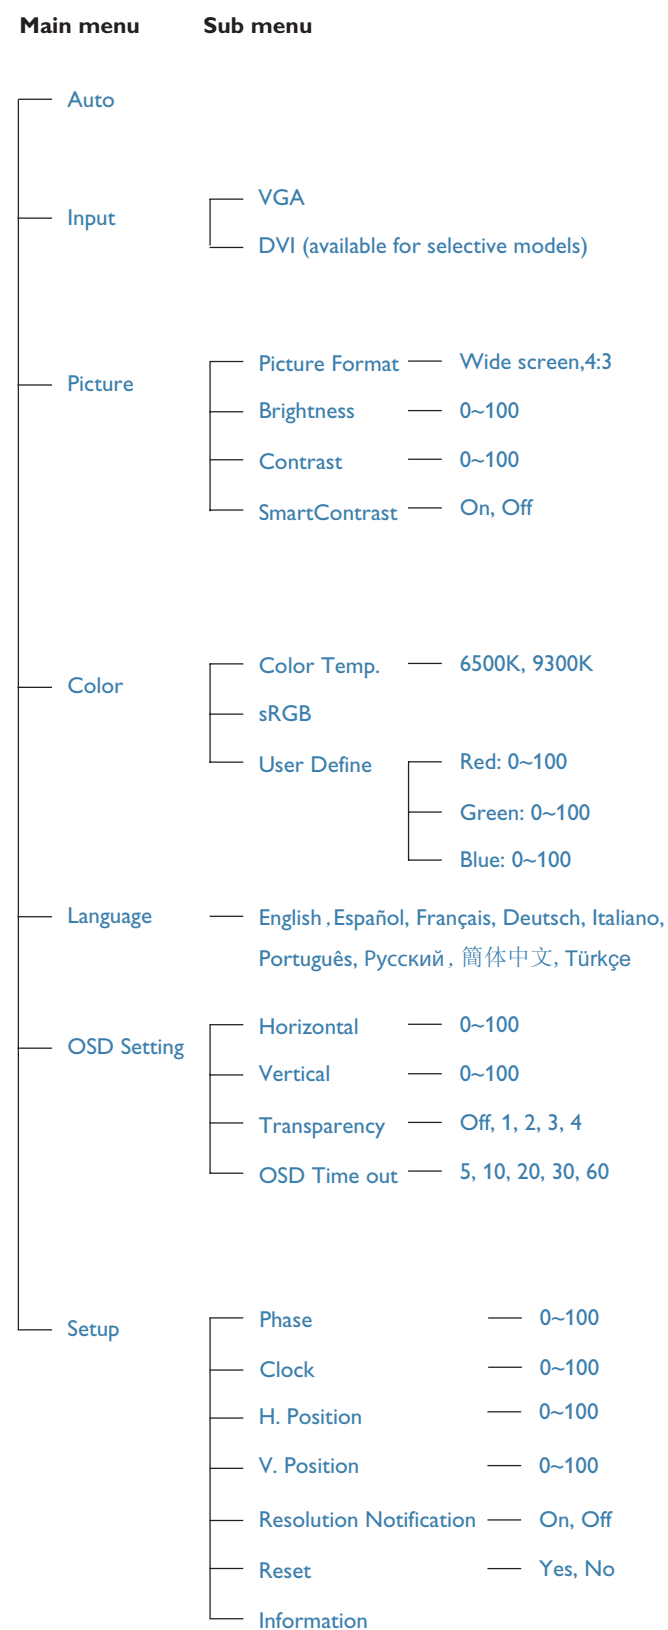 Main menu Sub menu
Auto
Input
VGA
DVI (available for selective models)
Picture
Picture Format Wide screen,4:3
Brightness 0~100
Contrast 0~100
SmartContrast On, Off
Color
Color Temp. 6500K, 9300K
sRGB
User Define Red: 0~100
Green: 0~100
Blue: 0~100
Language English , Español, Français, Deutsch, Italiano,
Português, Русский , 簡体中文, Türkçe
OSD Setting
Horizontal 0~100
Vertical 0~100
Transparency Off, 1, 2, 3, 4
OSD Time out 5, 10, 20, 30, 60
Setup
Phase 0~100
Clock 0~100
H. Position 0~100
V. Position 0~100
Resolution Notification On, Off
Reset Yes, No
Information